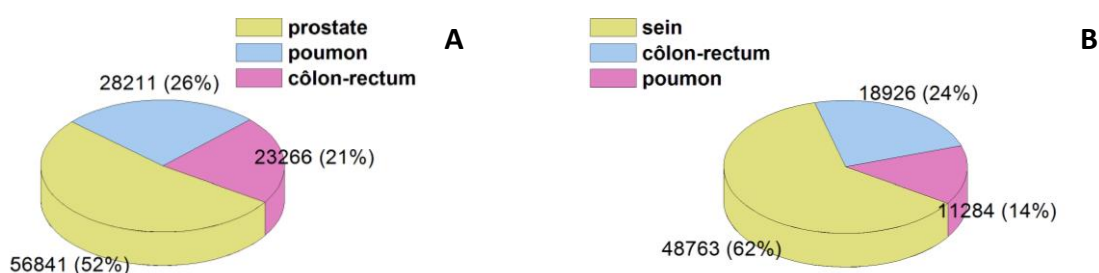 prostate
poumon
côlon-rectum
A
28211 (26%)
23266 (21%)
56841 (52%)
sein
côlon-rectum
poumon
B
18926 (24%)
11284 (14%)
48763 (62%)